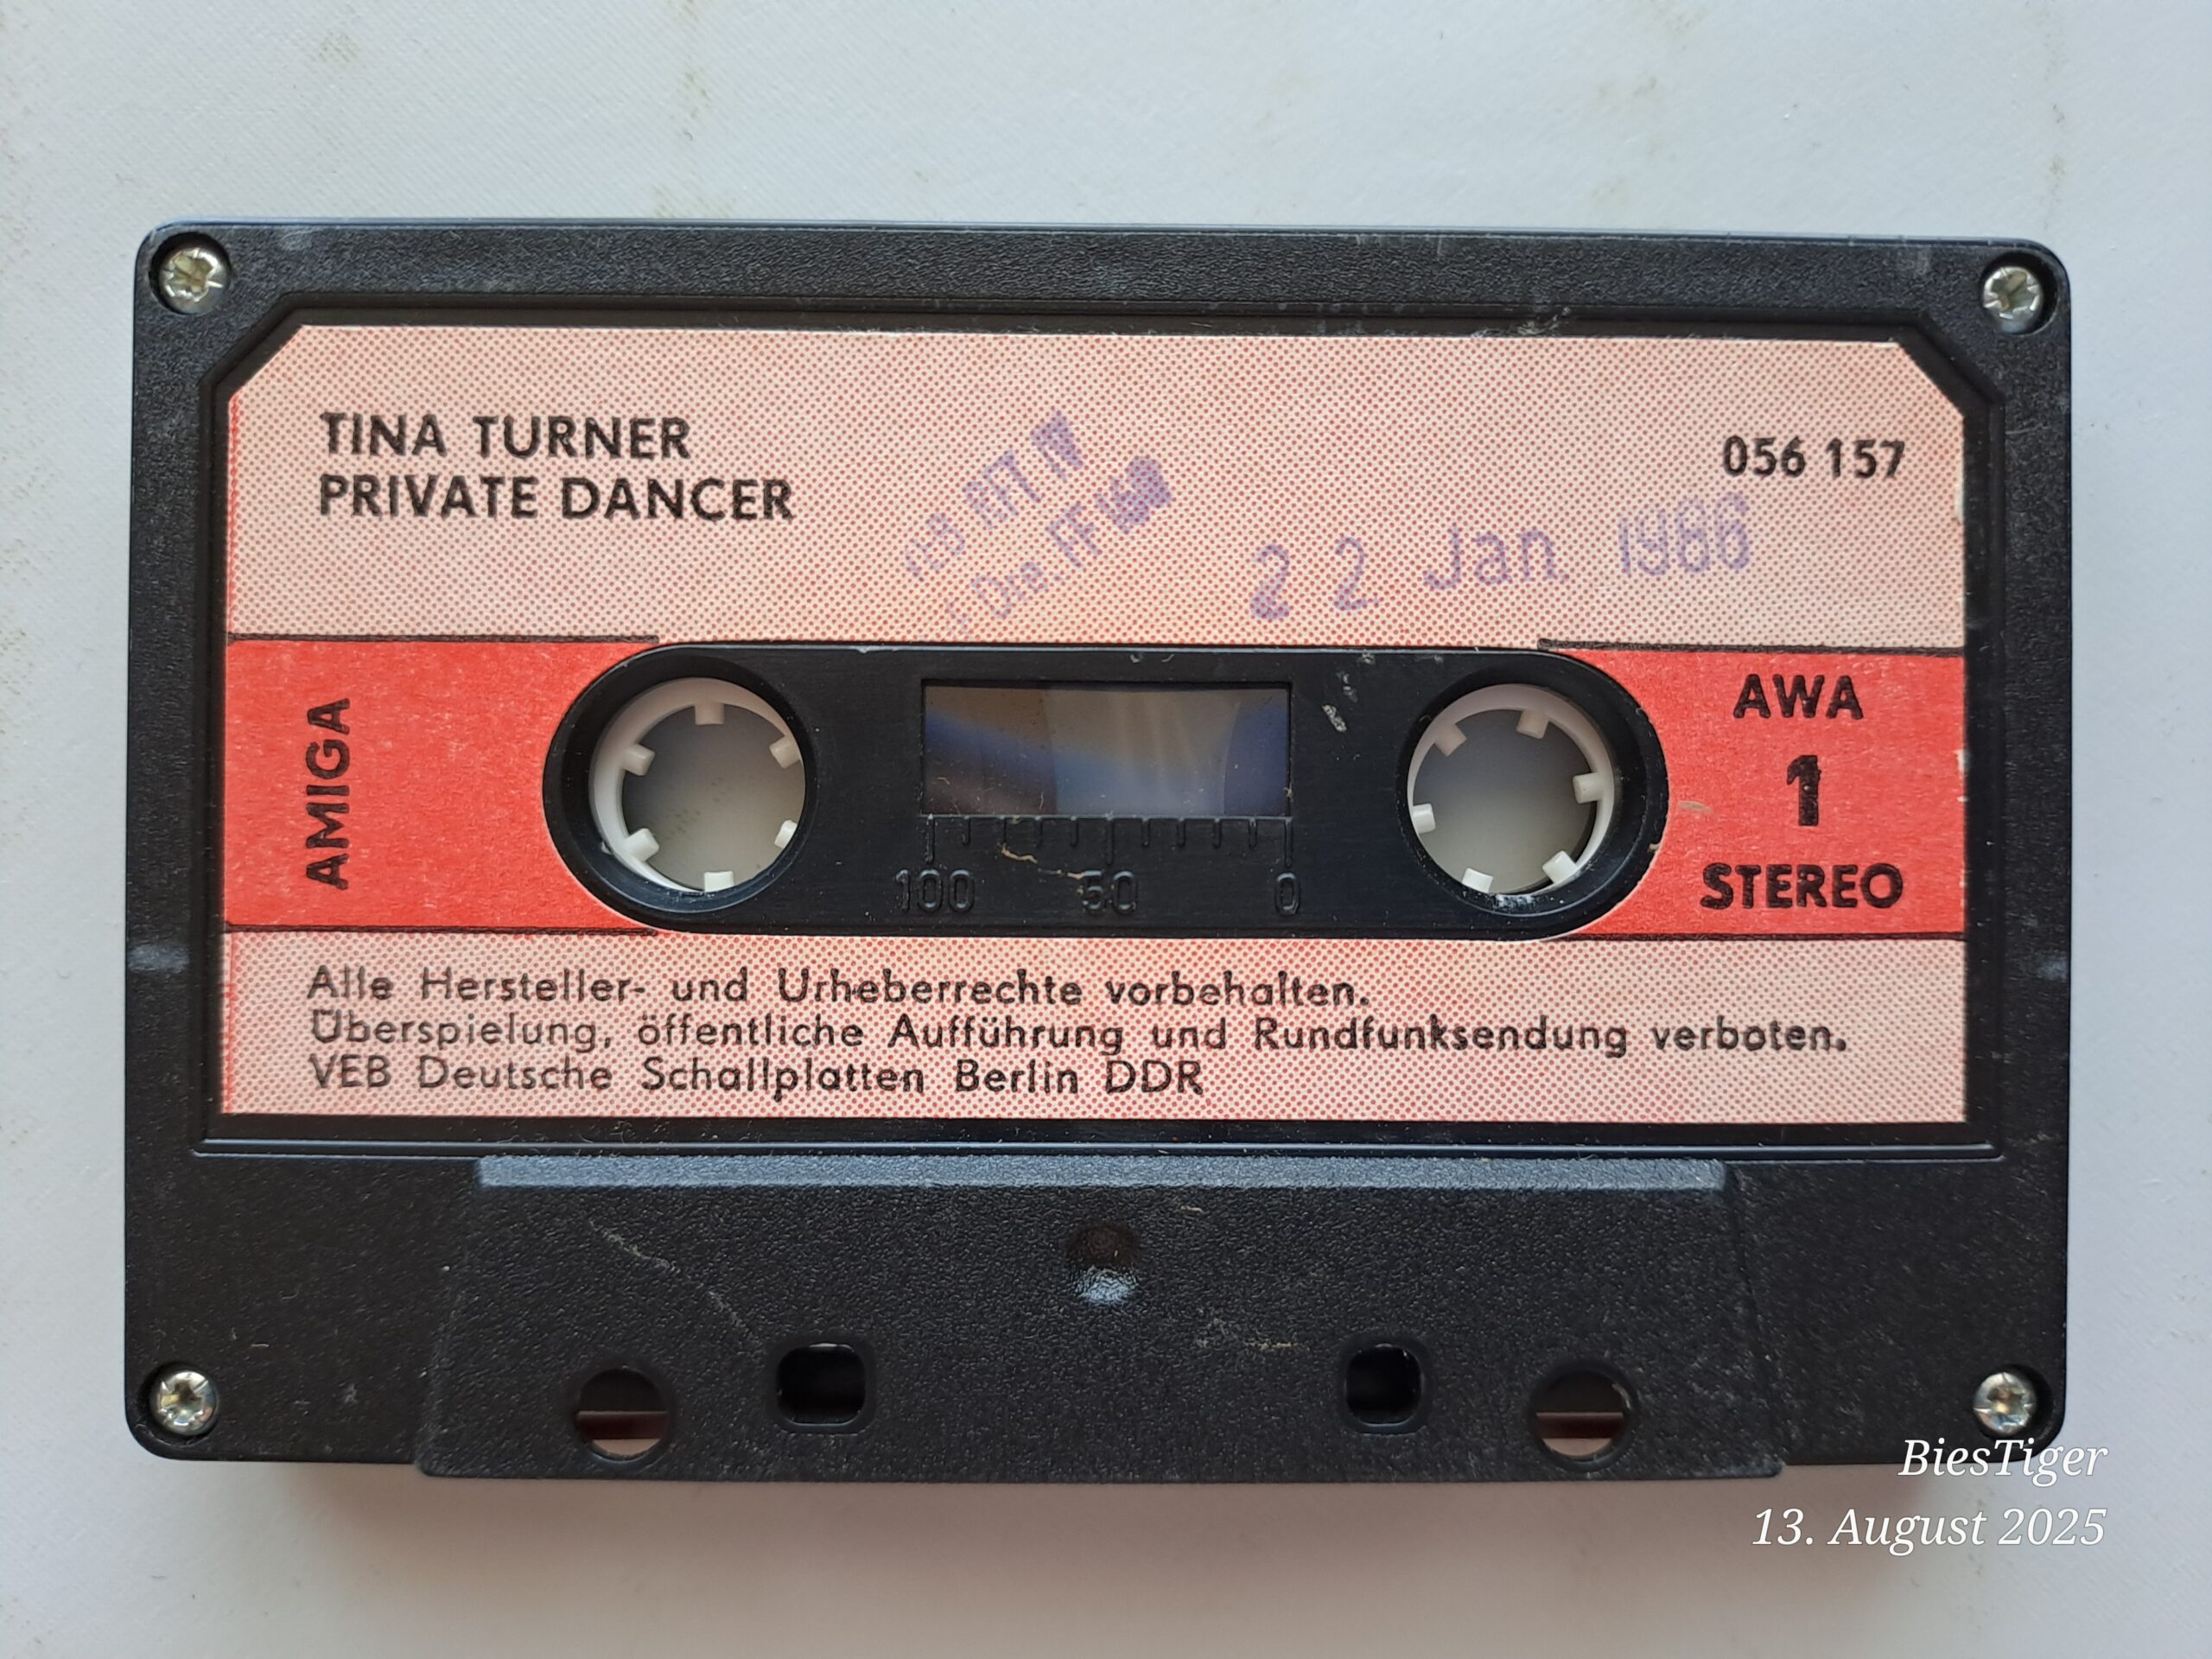 TINA TURNER
PRIVATE DANCER
056 157
22 Jan. 1986
AMIGA
AWA
1
STEREO
100 50 0
Alle Hersteller- und Urheberrechte vorbehalten.
Überspielung, öffentliche Aufführung und Rundfunksendung verboten.
VEB Deutsche Schallplatten Berlin DDR
BiesTiger
13. August 2025